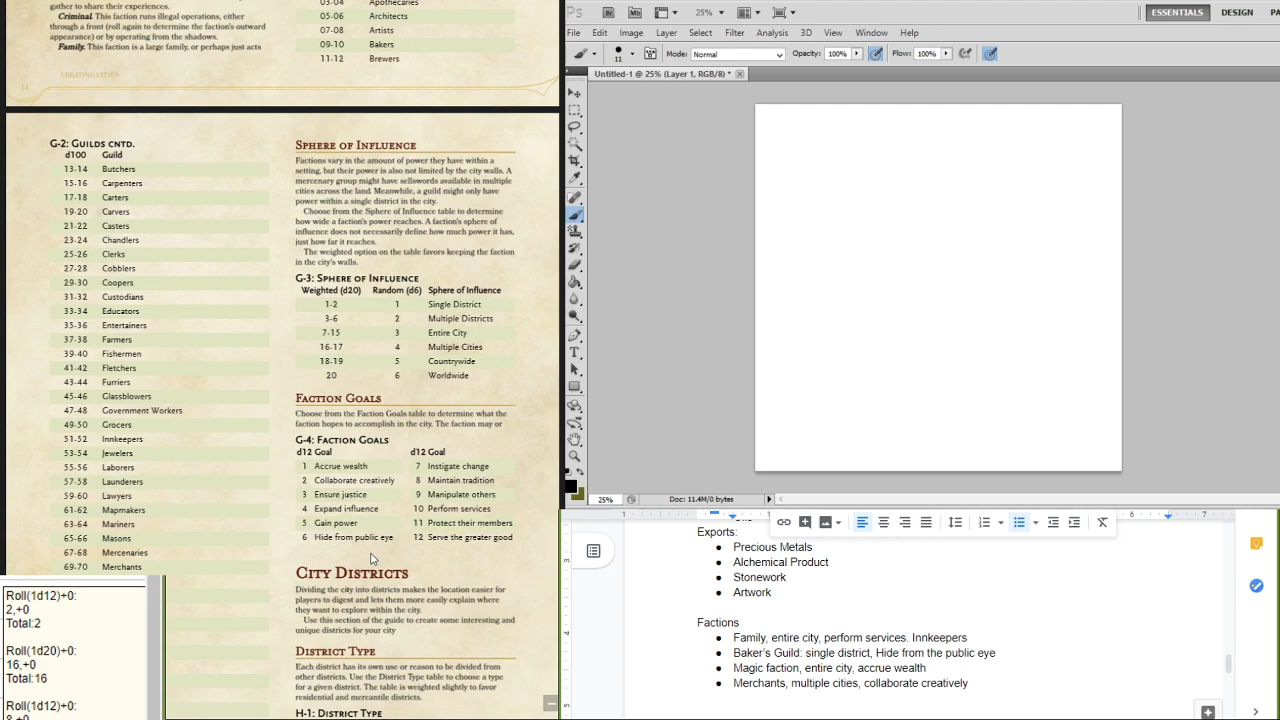 gather to share their experiences.
Criminal. This faction runs illegal operations, either
through a front (roll again to determine the faction's outward
appearance) or by operating from the shadows.
Family. This faction is a large family, or perhaps just acts
CREATING CITIES
14
03-04 Apothecaries
05-06 Architects
07-08 Artists
09-10 Bakers
11-12 Brewers
G-2: Guilds cntd.
d100 Guild
13-14 Butchers
15-16 Carpenters
17-18 Carters
19-20 Carvers
21-22 Casters
23-24 Chandlers
25-26 Clerks
27-28 Cobblers
29-30 Coopers
31-32 Custodians
33-34 Educators
35-36 Entertainers
37-38 Farmers
39-40 Fishermen
41-42 Fletchers
43-44 Furriers
45-46 Glassblowers
47-48 Government Workers
49-50 Grocers
51-52 Innkeepers
53-54 Jewelers
55-56 Laborers
57-58 Launderers
59-60 Lawyers
61-62 Mapmakers
63-64 Mariners
65-66 Masons
67-68 Mercenaries
69-70 Merchants
Sphere of Influence
Factions vary in the amount of power they have within a
setting, but their power is also not limited by the city walls. A
mercenary group might have sellswords available in multiple
cities across the land. Meanwhile, a guild might only have
power within a single district in the city.
Choose from the Sphere of Influence table to determine
how wide a faction's power reaches. A faction's sphere of
influence does not necessarily define how much power it has,
just how far it reaches.
The weighted option on the table favors keeping the faction
in the city's walls.
G-3: Sphere of Influence
Weighted (d20) Random (d6) Sphere of Influence
1-2 1 Single District
3-6 2 Multiple Districts
7-15 3 Entire City
16-17 4 Multiple Cities
18-19 5 Countrywide
20 6 Worldwide
Faction Goals
Choose from the Faction Goals table to determine what the
faction hopes to accomplish in the city. The faction may or
G-4: Faction Goals
d12 Goal d12 Goal
1 Accrue wealth 7 Instigate change
2 Collaborate creatively 8 Maintain tradition
3 Ensure justice 9 Manipulate others
4 Expand influence 10 Perform services
5 Gain power 11 Protect their members
6 Hide from public eye 12 Serve the greater good
City Districts
Dividing the city into districts makes the location easier for
players to digest and lets them more easily explain where
they want to explore within the city.
Use this section of the guide to create some interesting and
unique districts for your city
District Type
Each district has its own use or reason to be divided from
other districts. Use the District Type table to choose a type
for a given district. The table is weighted slightly to favor
residential and mercantile districts.
H-1: District Type
Roll(1d12)+0:
2,+0
Total:2
Roll(1d20)+0:
16,+0
Total:16
Roll(1d12)+0:
Ps Br Mb 25% ESSENTIALS DESIGN
File Edit Image Layer Select Filter Analysis 3D View Window Help
11 Mode: Normal Opacity: 100% Flow: 100%
Untitled-1 @ 25% (Layer 1, RGB/8) * ×
25% Doc: 11.4M/0 bytes
1 6 7
Exports:
● Precious Metals
● Alchemical Product
● Stonework
● Artwork
Factions
● Family, entire city, perform services. Innkeepers
● Baker's Guild: single district, Hide from the public eye
● Magic faction, entire city, accrue wealth
● Merchants, multiple cities, collaborate creatively
3
4
5